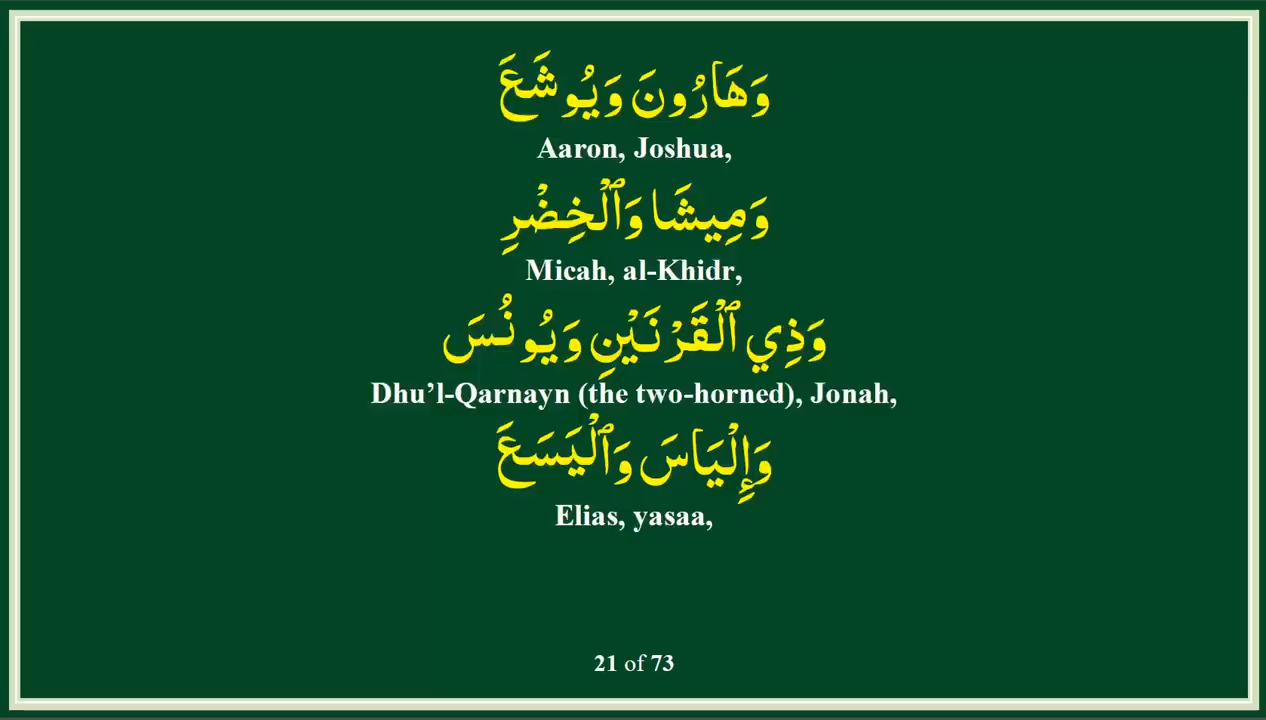 وَهَارُونَ وَيُوشَعَ
Aaron, Joshua,
وَمِيشَا وَٱلْخِضْرِ
Micah, al-Khidr,
وَذِي ٱلْقَرْنَيْنِ وَيُونُسَ
Dhu’l-Qarnayn (the two-horned), Jonah,
وَإِلْيَاسَ وَٱلْيَسَعَ
Elias, yasaa,
21 of 73